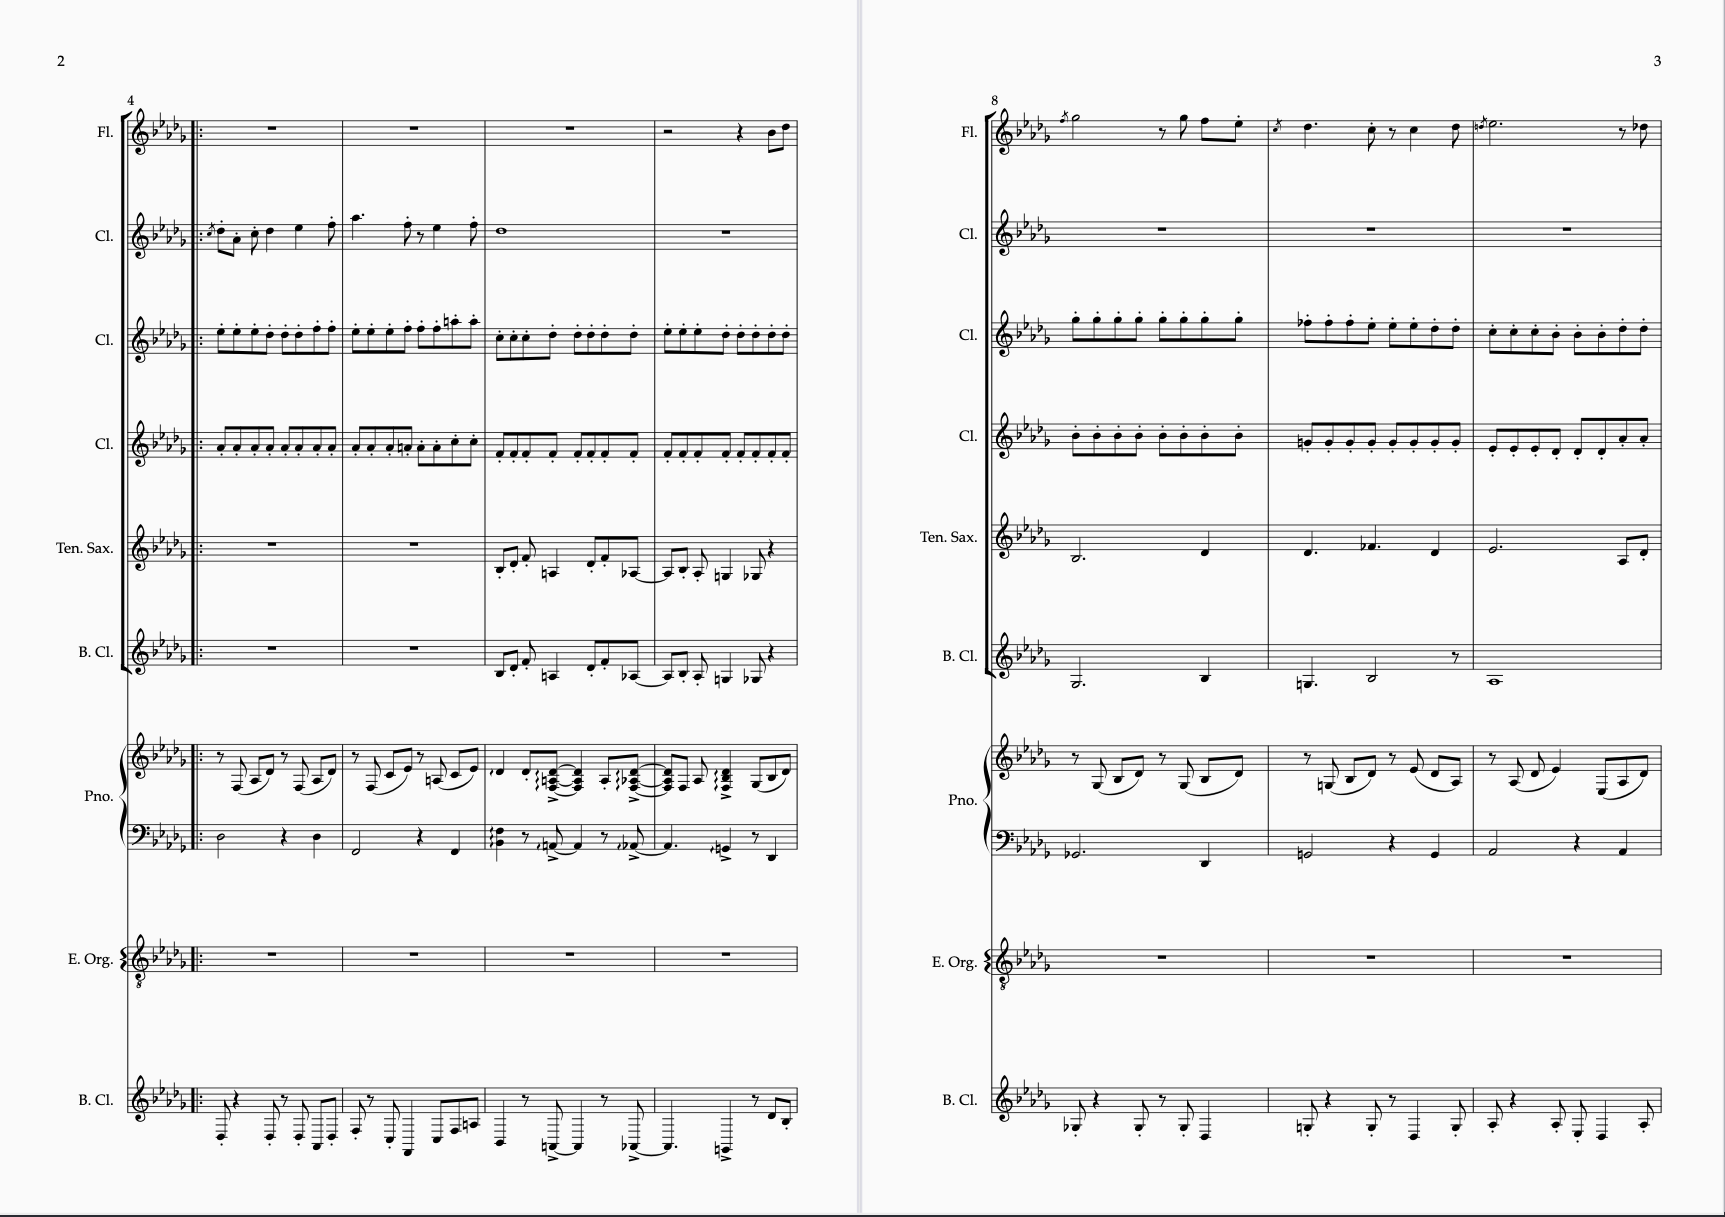 2
4
Fl.
Cl.
Cl.
Cl.
Ten. Sax.
B. Cl.
Pno.
E. Org.
B. Cl.
3
8
Fl.
Cl.
Cl.
Cl.
Ten. Sax.
B. Cl.
Pno.
E. Org.
B. Cl.